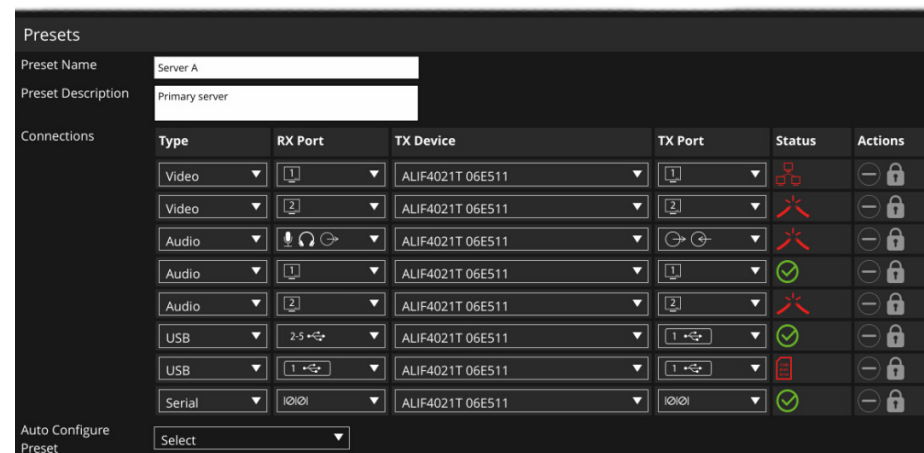 Presets
Preset Name Server A
Preset Description Primary server
Connections Type RX Port TX Device TX Port Status Actions
Video 1 ALIF4021T 06E511 1
Video 2 ALIF4021T 06E511 2
Audio ALIF4021T 06E511
Audio 1 ALIF4021T 06E511 1
Audio 2 ALIF4021T 06E511 2
USB 2-5 ALIF4021T 06E511 1
USB 1 ALIF4021T 06E511 1
Serial IOIOI ALIF4021T 06E511 IOIOI
Auto Configure Preset Select